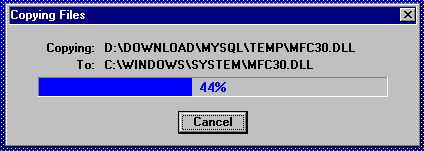 Copying Files
Copying: D:\DOWNLOAD\MYSQL\TEMP\MFC30.DLL
To: C:\WINDOWS\SYSTEM\MFC30.DLL
44%
Cancel